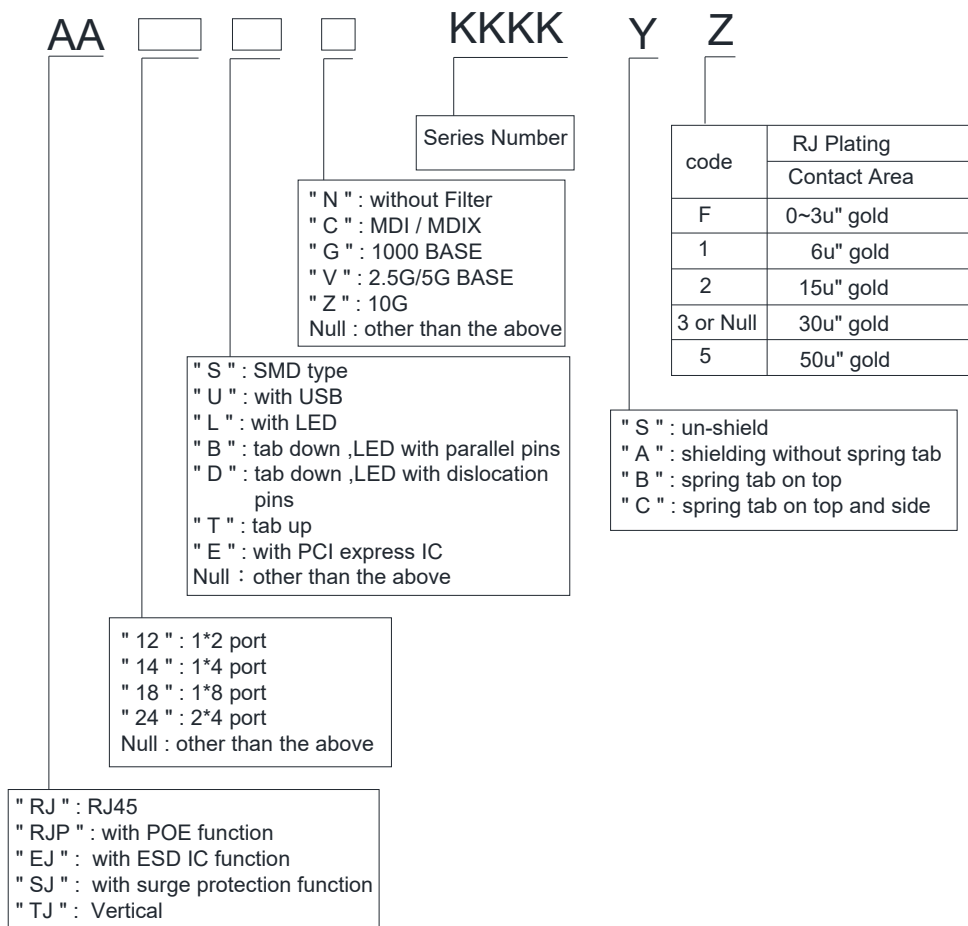 AA KKKK Y Z
Series Number
code RJ Plating
Contact Area
F 0~3u" gold
1 6u" gold
2 15u" gold
3 or Null 30u" gold
5 50u" gold
" N " : without Filter
" C " : MDI / MDIX
" G " : 1000 BASE
" V " : 2.5G/5G BASE
" Z " : 10G
Null : other than the above
" S " : SMD type
" U " : with USB
" L " : with LED
" B " : tab down ,LED with parallel pins
" D " : tab down ,LED with dislocation
pins
" T " : tab up
" E " : with PCI express IC
Null：other than the above
" S " : un-shield
" A " : shielding without spring tab
" B " : spring tab on top
" C " : spring tab on top and side
" 12 " : 1*2 port
" 14 " : 1*4 port
" 18 " : 1*8 port
" 24 " : 2*4 port
Null : other than the above
" RJ " : RJ45
" RJP " : with POE function
" EJ " : with ESD IC function
" SJ " : with surge protection function
" TJ " : Vertical